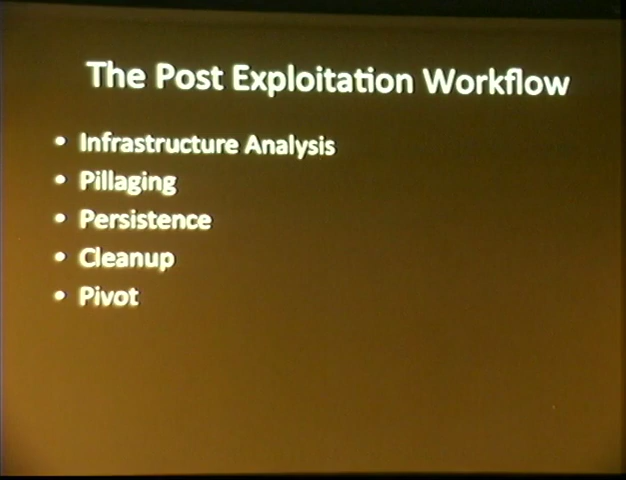 The Post Exploitation Workflow
• Infrastructure Analysis
• Pillaging
• Persistence
• Cleanup
• Pivot